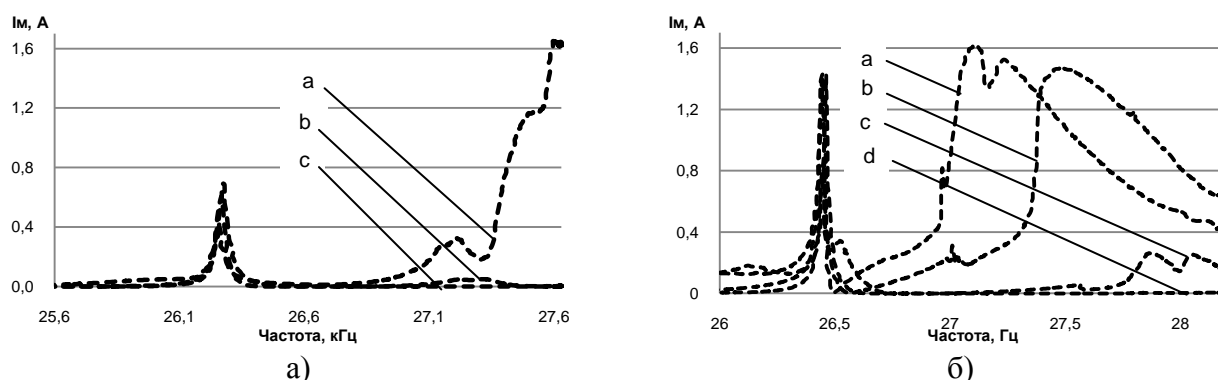 Iм, А
1,6
1,2
0,8
0,4
0,0
a
b
c
25,6
26,1
26,6
27,1
27,6
Частота, кГц
а)
Iм, А
1,6
1,2
0,8
0,4
0
a
b
c
d
26
26,5
27
27,5
28
Частота, Гц
б)